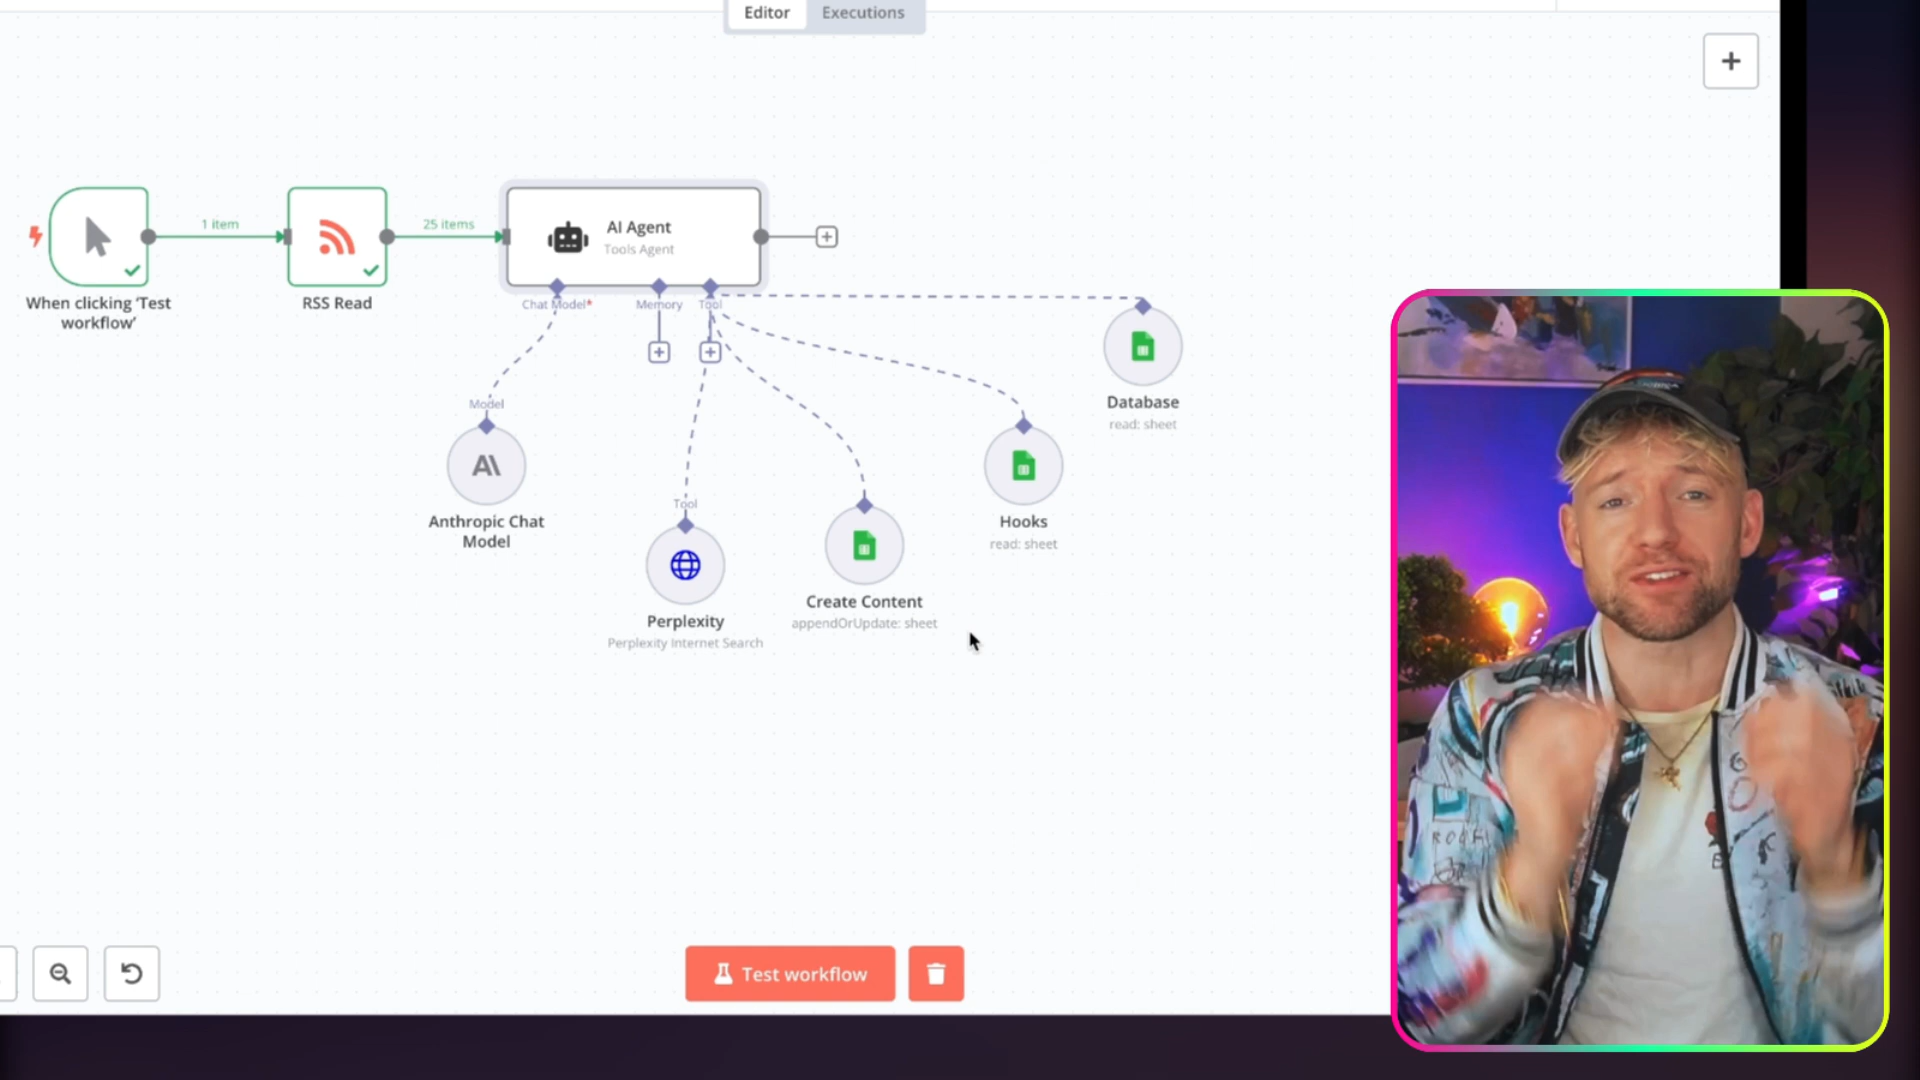 Editor
Executions
1 item
25 items
AI Agent
Tools Agent
When clicking ‘Test
workflow’
RSS Read
Chat Model*
Memory
Tool
Model
Anthropic Chat
Model
Tool
Perplexity
Perplexity Internet Search
Create Content
appendOrUpdate: sheet
Hooks
read: sheet
Database
read: sheet
Test workflow